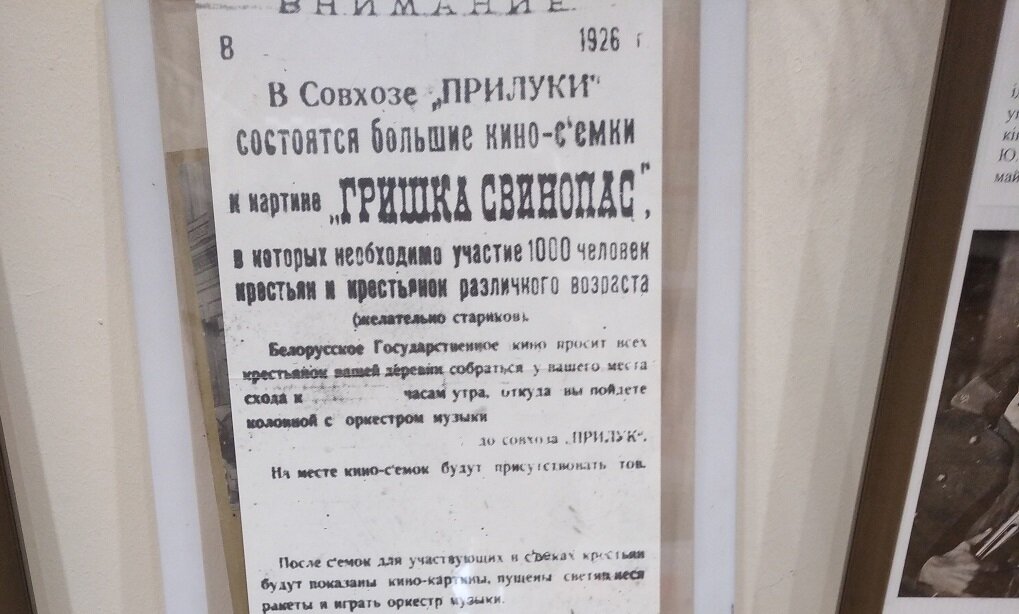 ВНИМАНИЕ
В 1926 г
В Совхозе „ПРИЛУКИ“
состоятся большие кино-с‘емки
к картине „ГРИШКА СВИНОПАС“,
в которых необходимо участие 1000 человек
крестьян и крестьянок различного возраста
(желательно стариков).
Белорусское Государственное кино просит всех
крестьянок вашей деревни собраться у вашего места
схода к часам утра, откуда вы пойдете
колонной с оркестром музыки
до совхоза „ПРИЛУК“.
На месте кино-с‘емок будут присутствовать тов.
После с‘емок для участвующих в с‘емках крестьян
будут показаны кино-картины, пущены
ракеты и играть оркестр музыки.
Ю.
май